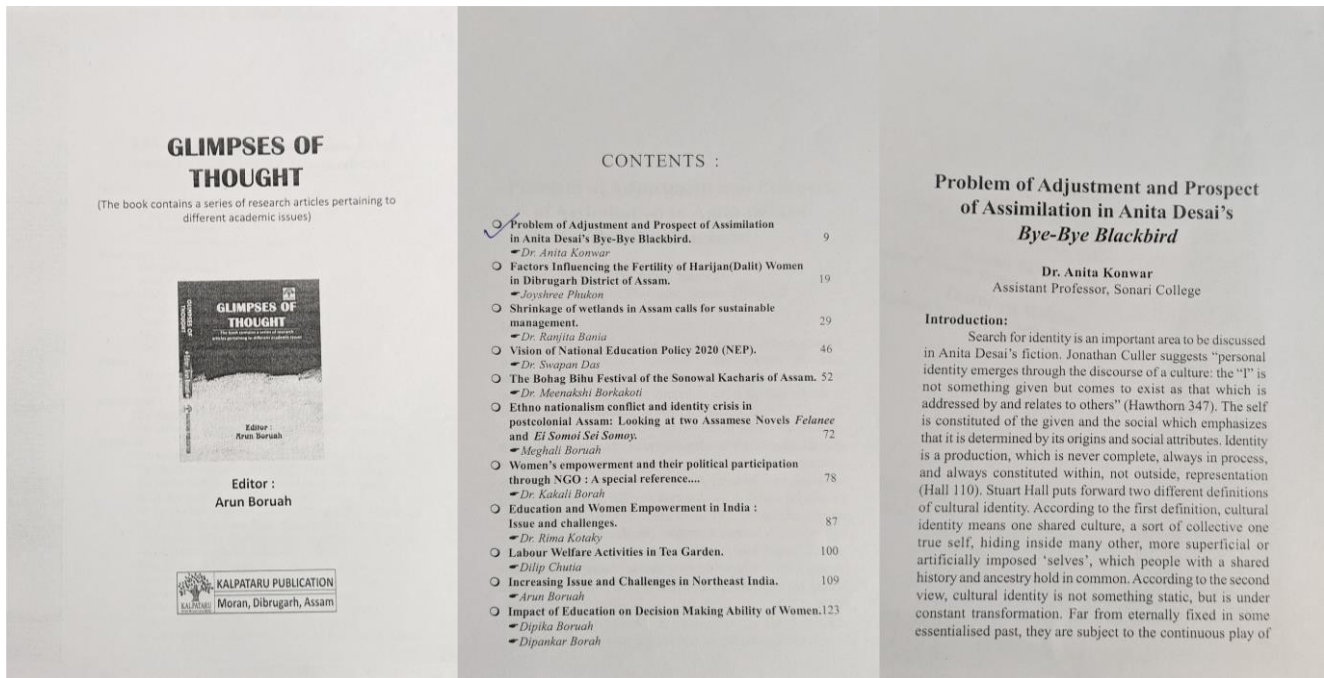 GLIMPSES OF
THOUGHT
(The book contains a series of research articles pertaining to
different academic issues)
GLIMPSES OF
THOUGHT
GLIMPSES OF
THOUGHT
The book contains a series of research
articles pertaining to different academic issues
Editor :
Arun Boruah
Editor :
Arun Boruah
KALPATARU
KALPATARU PUBLICATION
Moran, Dibrugarh, Assam
CONTENTS :
Problem of Adjustment and Prospect of Assimilation
in Anita Desai's Bye-Bye Blackbird. 9
Dr. Anita Konwar
Factors Influencing the Fertility of Harijan(Dalit) Women
in Dibrugarh District of Assam. 19
Joyshree Phukon
Shrinkage of wetlands in Assam calls for sustainable
management. 29
Dr. Ranjita Bania
Vision of National Education Policy 2020 (NEP). 46
Dr. Swapan Das
The Bohag Bihu Festival of the Sonowal Kacharis of Assam. 52
Dr. Meenakshi Borkakoti
Ethno nationalism conflict and identity crisis in
postcolonial Assam: Looking at two Assamese Novels Felanee
and Ei Somoi Sei Somoy. 72
Meghali Boruah
Women's empowerment and their political participation
through NGO : A special reference.... 78
Dr. Kakali Borah
Education and Women Empowerment in India :
Issue and challenges. 87
Dr. Rima Kotaky
Labour Welfare Activities in Tea Garden. 100
Dilip Chutia
Increasing Issue and Challenges in Northeast India. 109
Arun Boruah
Impact of Education on Decision Making Ability of Women.123
Dipika Boruah
Dipankar Borah
Problem of Adjustment and Prospect
of Assimilation in Anita Desai's
Bye-Bye Blackbird
Dr. Anita Konwar
Assistant Professor, Sonari College
Introduction:
Search for identity is an important area to be discussed
in Anita Desai's fiction. Jonathan Culler suggests "personal
identity emerges through the discourse of a culture: the "I" is
not something given but comes to exist as that which is
addressed by and relates to others" (Hawthorn 347). The self
is constituted of the given and the social which emphasizes
that it is determined by its origins and social attributes. Identity
is a production, which is never complete, always in process,
and always constituted within, not outside, representation
(Hall 110). Stuart Hall puts forward two different definitions
of cultural identity. According to the first definition, cultural
identity means one shared culture, a sort of collective one
true self, hiding inside many other, more superficial or
artificially imposed 'selves', which people with a shared
history and ancestry hold in common. According to the second
view, cultural identity is not something static, but is under
constant transformation. Far from eternally fixed in some
essentialised past, they are subject to the continuous play of